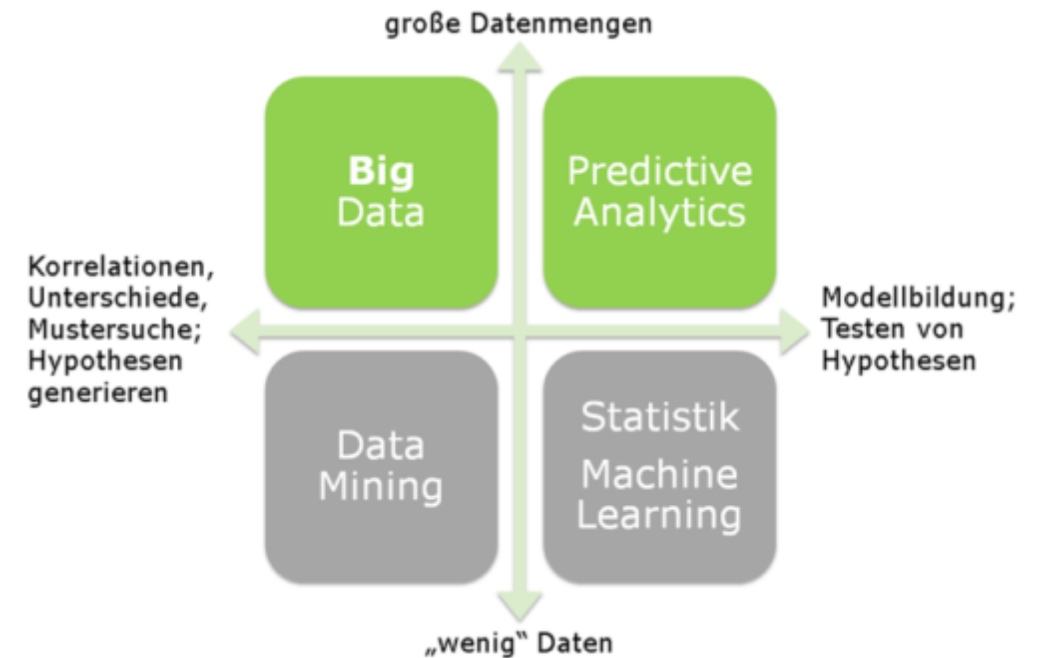 große Datenmengen
Big
Data
Predictive
Analytics
Korrelationen,
Unterschiede,
Mustersuche;
Hypothesen
generieren
Modellbildung;
Testen von
Hypothesen
Data
Mining
Statistik
Machine
Learning
„wenig“ Daten